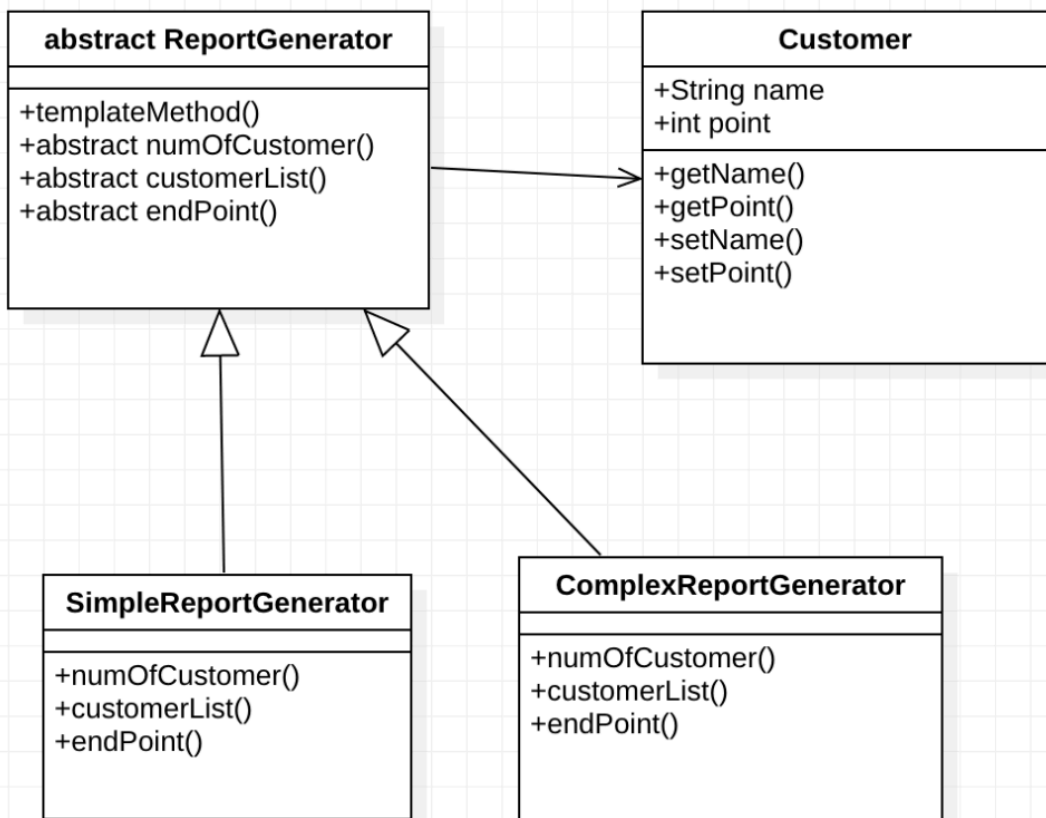 abstract ReportGenerator
+templateMethod()
+abstract numOfCustomer()
+abstract customerList()
+abstract endPoint()
Customer
+String name
+int point
+getName()
+getPoint()
+setName()
+setPoint()
SimpleReportGenerator
+numOfCustomer()
+customerList()
+endPoint()
ComplexReportGenerator
+numOfCustomer()
+customerList()
+endPoint()